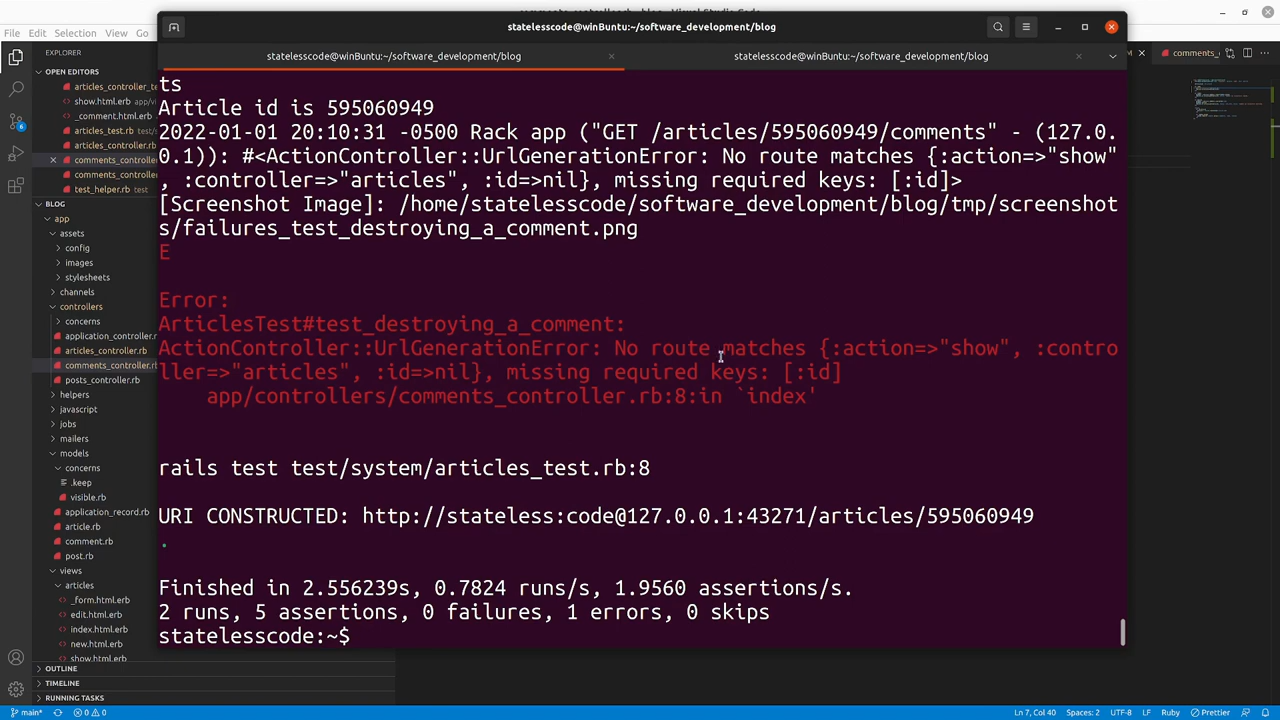 statelesscode@winBuntu:~/software_development/blog
File Edit Selection View Go
statelesscode@winBuntu:~/software_development/blog
statelesscode@winBuntu:~/software_development/blog
comments_
EXPLORER
OPEN EDITORS
articles_controller_te
show.html.erb app/v
_comment.html.erb
articles_test.rb test/s
articles_controller.rb
comments_controller
test_helper.rb test
BLOG
app
assets
config
images
stylesheets
channels
controllers
concerns
application_controller.rb
articles_controller.rb
comments_controller.rb
posts_controller.rb
helpers
javascript
jobs
mailers
models
concerns
.keep
visible.rb
application_record.rb
article.rb
comment.rb
post.rb
views
articles
_form.html.erb
edit.html.erb
index.html.erb
new.html.erb
show.html.erb
OUTLINE
TIMELINE
RUNNING TASKS
ts
Article id is 595060949
2022-01-01 20:10:31 -0500 Rack app ("GET /articles/595060949/comments" - (127.0.
0.1)): #<ActionController::UrlGenerationError: No route matches {:action=>"show"
, :controller=>"articles", :id=>nil}, missing required keys: [:id]>
[Screenshot Image]: /home/statelesscode/software_development/blog/tmp/screenshot
s/failures_test_destroying_a_comment.png
E
Error:
ArticlesTest#test_destroying_a_comment:
ActionController::UrlGenerationError: No route matches {:action=>"show", :contro
ller=>"articles", :id=>nil}, missing required keys: [:id]
app/controllers/comments_controller.rb:8:in `index'
rails test test/system/articles_test.rb:8
URI CONSTRUCTED: http://stateless:code@127.0.0.1:43271/articles/595060949
.
Finished in 2.556239s, 0.7824 runs/s, 1.9560 assertions/s.
2 runs, 5 assertions, 0 failures, 1 errors, 0 skips
statelesscode:~$
main* 0 0 Ln 7, Col 40 Spaces: 2 UTF-8 LF Ruby Prettier